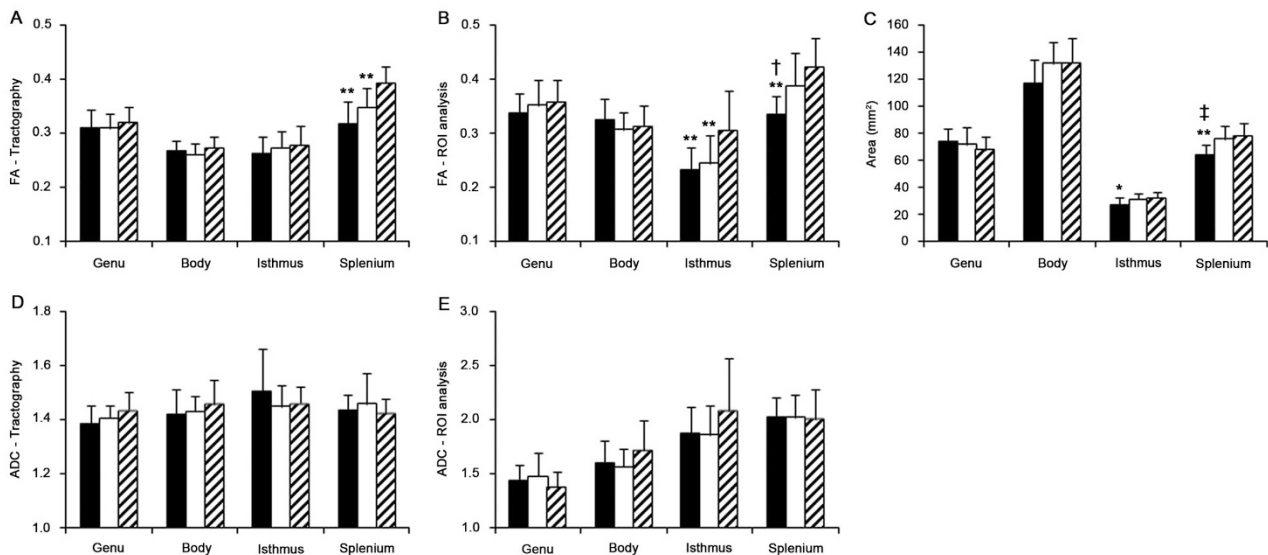 A
FA - Tractography
0.5
0.4
0.3
0.2
0.1
** **
Genu Body Isthmus Splenium
B
FA - ROI analysis
0.5
0.4
0.3
0.2
0.1
** **
†
**
Genu Body Isthmus Splenium
C
Area (mm²)
160
140
120
100
80
60
40
20
0
*
‡
**
Genu Body Isthmus Splenium
D
ADC - Tractography
1.8
1.6
1.4
1.2
1.0
Genu Body Isthmus Splenium
E
ADC - ROI analysis
3.0
2.5
2.0
1.5
1.0
Genu Body Isthmus Splenium